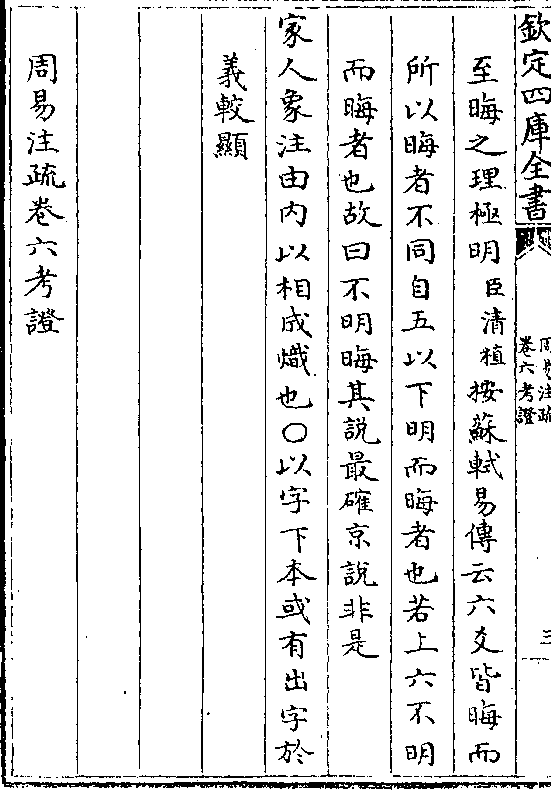 欽定四庫全書
周易注疏
卷六考證
三
至晦之理極明臣清植按蘇軾易傳云六爻皆晦而
所以晦者不同自五以下明而晦者也若上六不明
而晦者也故曰不明晦其說最確京說非是
家人象注由内以相成熾也○以字下本或有出字於
義較顯
周易注疏卷六考證